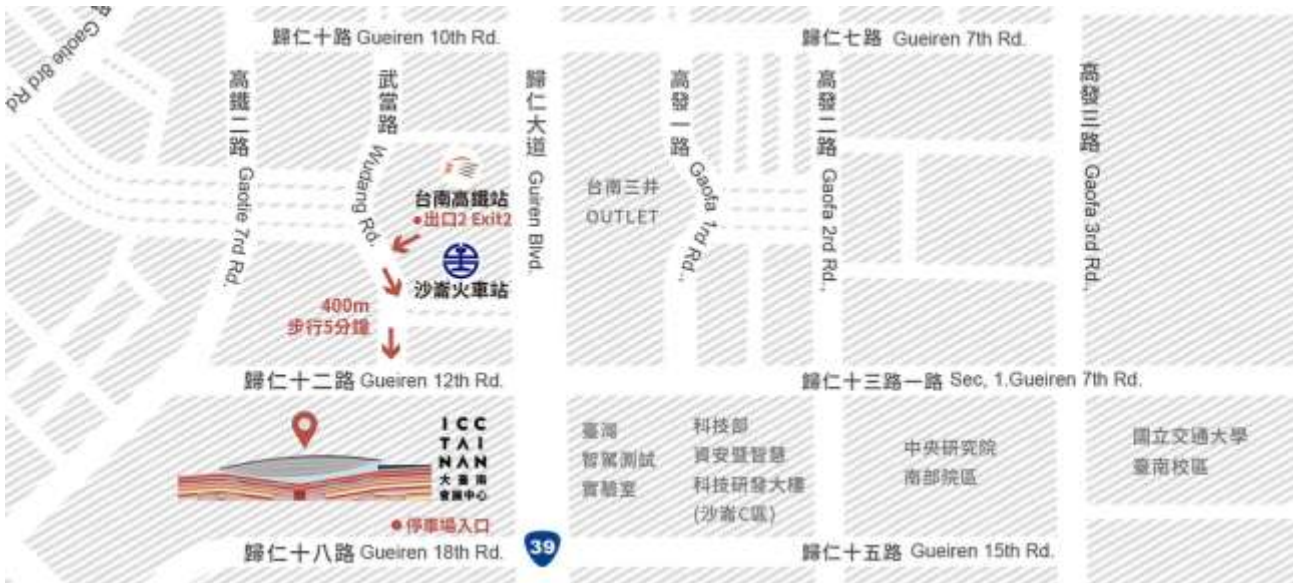 歸仁十路 Gueiren 10th Rd.
歸仁七路 Gueiren 7th Rd.
Gaotie 8rd Rd
高鐵二路 Gaotie 7rd Rd.
武當路 Wudang Rd.
歸仁大道 Guiren Blvd.
高發一路 Gaofa 1rd Rd.,
高發二路 Gaofa 2rd Rd.,
高發三路 Gaofa 3rd Rd.,
台南高鐵站
•出口2 Exit2
沙崙火車站
400m
步行5分鐘
台南三井
OUTLET
歸仁十二路 Gueiren 12th Rd.
歸仁十三路一路 Sec, 1.Gueiren 7th Rd.
ICC
TAI
NAN
大臺南
會展中心
•停車場入口
臺灣
智駕測試
實驗室
科技部
資安暨智慧
科技研發大樓
(沙崙C區)
中央研究院
南部院區
國立交通大學
臺南校區
歸仁十八路 Gueiren 18th Rd.
39
歸仁十五路 Gueiren 15th Rd.